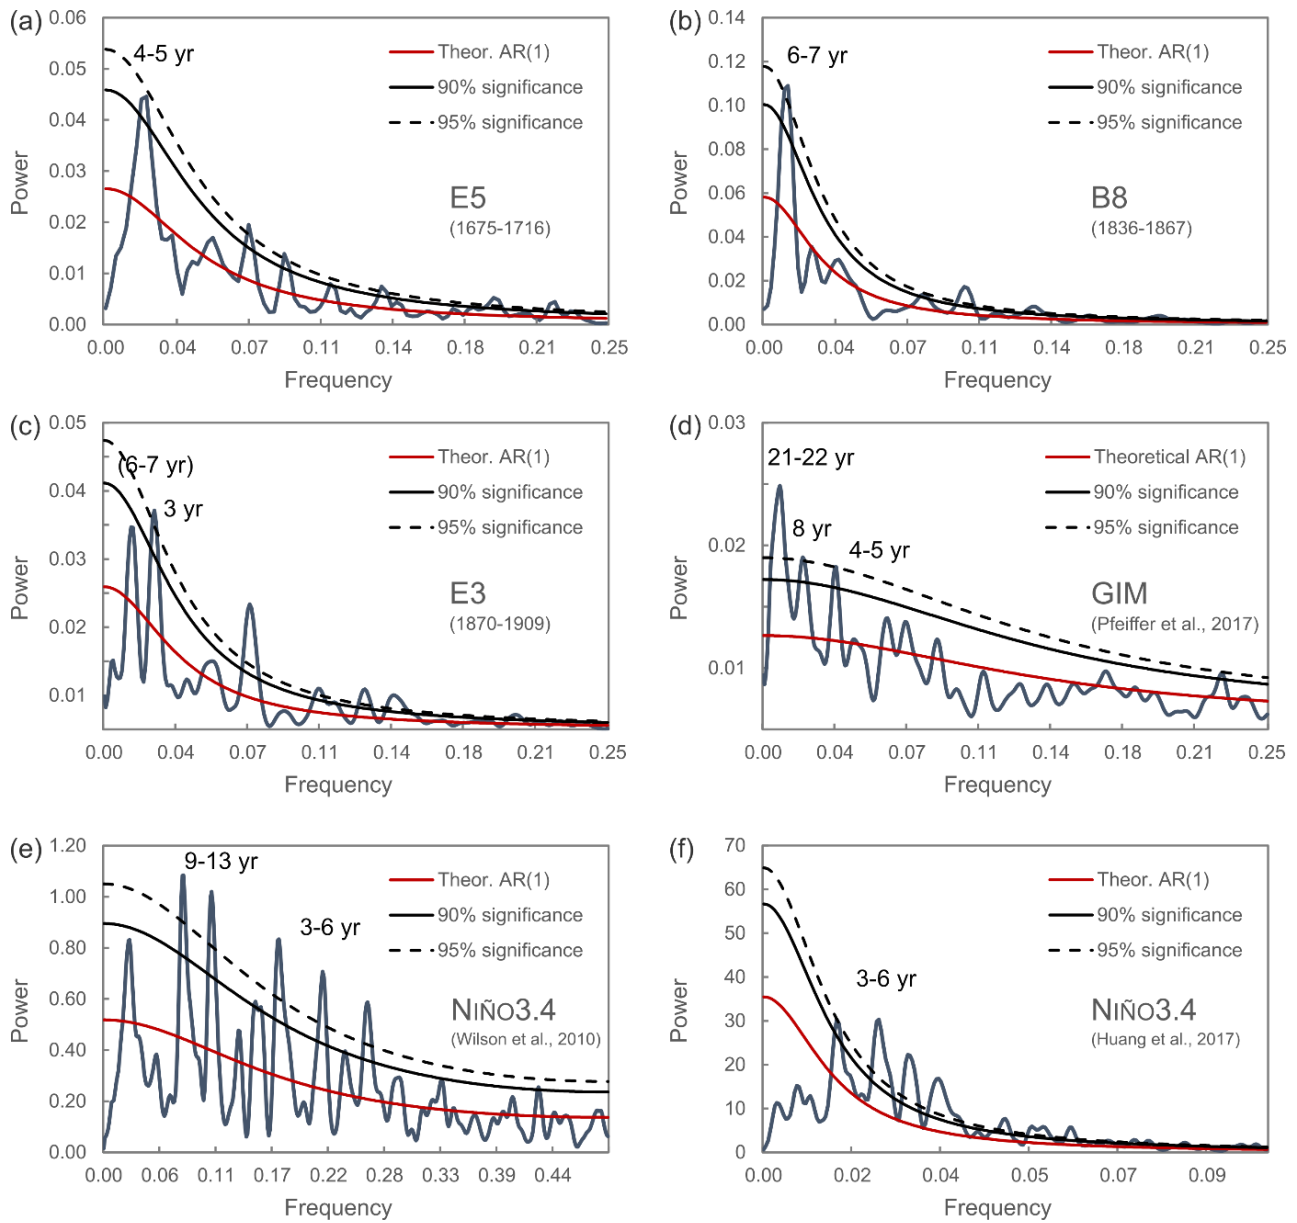 (a)
0.06
0.05
0.04
0.03
0.02
0.01
0.00
Power
4-5 yr
Theor. AR(1)
90% significance
95% significance
E5
(1675-1716)
0.00 0.04 0.07 0.11 0.14 0.18 0.21 0.25
Frequency
(b)
0.14
0.12
0.10
0.08
0.06
0.04
0.02
0.00
Power
6-7 yr
Theor. AR(1)
90% significance
95% significance
B8
(1836-1867)
0.00 0.04 0.07 0.11 0.14 0.18 0.21 0.25
Frequency
(c)
0.05
0.04
0.03
0.02
0.01
Power
(6-7 yr)
3 yr
Theor. AR(1)
90% significance
95% significance
E3
(1870-1909)
0.00 0.04 0.07 0.11 0.14 0.18 0.21 0.25
Frequency
(d)
0.03
0.02
0.01
Power
21-22 yr
8 yr
4-5 yr
Theoretical AR(1)
90% significance
95% significance
GIM
(Pfeiffer et al., 2017)
0.00 0.04 0.07 0.11 0.14 0.18 0.21 0.25
Frequency
(e)
1.20
1.00
0.80
0.60
0.40
0.20
0.00
Power
9-13 yr
3-6 yr
Theor. AR(1)
90% significance
95% significance
NIÑO3.4
(Wilson et al., 2010)
0.00 0.06 0.11 0.17 0.22 0.28 0.33 0.39 0.44
Frequency
(f)
70
60
50
40
30
20
10
0
Power
3-6 yr
Theor. AR(1)
90% significance
95% significance
NIÑO3.4
(Huang et al., 2017)
0.00 0.02 0.04 0.05 0.07 0.09
Frequency